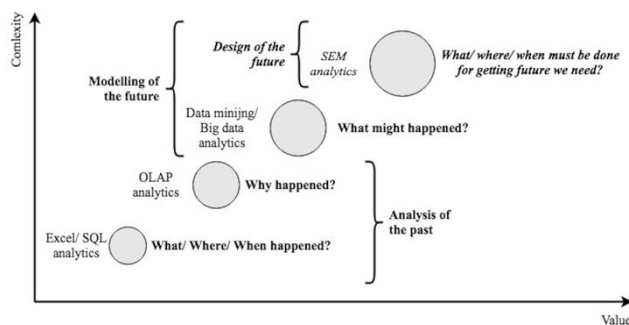 Comlexity
Design of the
future
SEM
analytics
What/ where/ when must be done
for getting future we need?
Modelling of
the future
Data minijng/
Big data
analytics
What might happened?
OLAP
analytics
Why happened?
Analysis of
the past
Excel/ SQL
analytics
What/ Where/ When happened?
Value